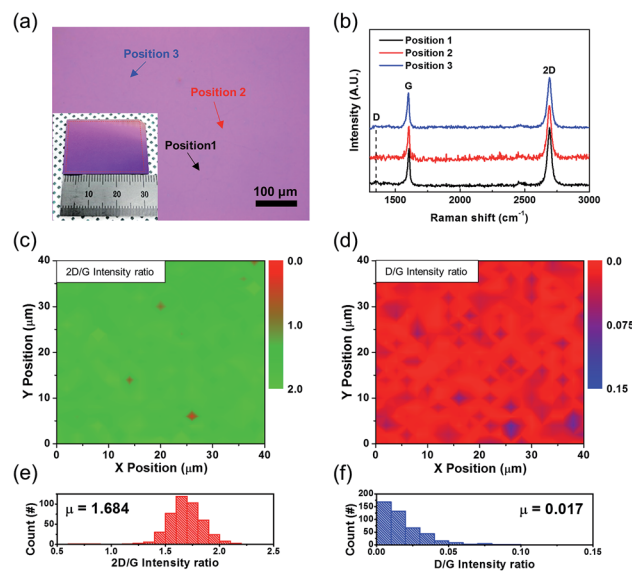 (a)
Position 3
Position 2
Position1
100 μm
10 20 30
(b)
Intensity (A.U.)
Position 1
Position 2
Position 3
D
G
2D
1500 2000 2500 3000
Raman shift (cm⁻¹)
(c)
2D/G Intensity ratio
Y Position (μm)
40
30
20
10
0
0 10 20 30 40
X Position (μm)
0.0
1.0
2.0
(d)
D/G Intensity ratio
Y Position (μm)
40
30
20
10
0
0 10 20 30 40
X Position (μm)
0.0
0.075
0.15
(e)
μ = 1.684
Count (#)
100
50
0
0.5 1.0 1.5 2.0 2.5
2D/G Intensity ratio
(f)
μ = 0.017
Count (#)
200
100
0
0.00 0.05 0.10 0.15
D/G Intensity ratio